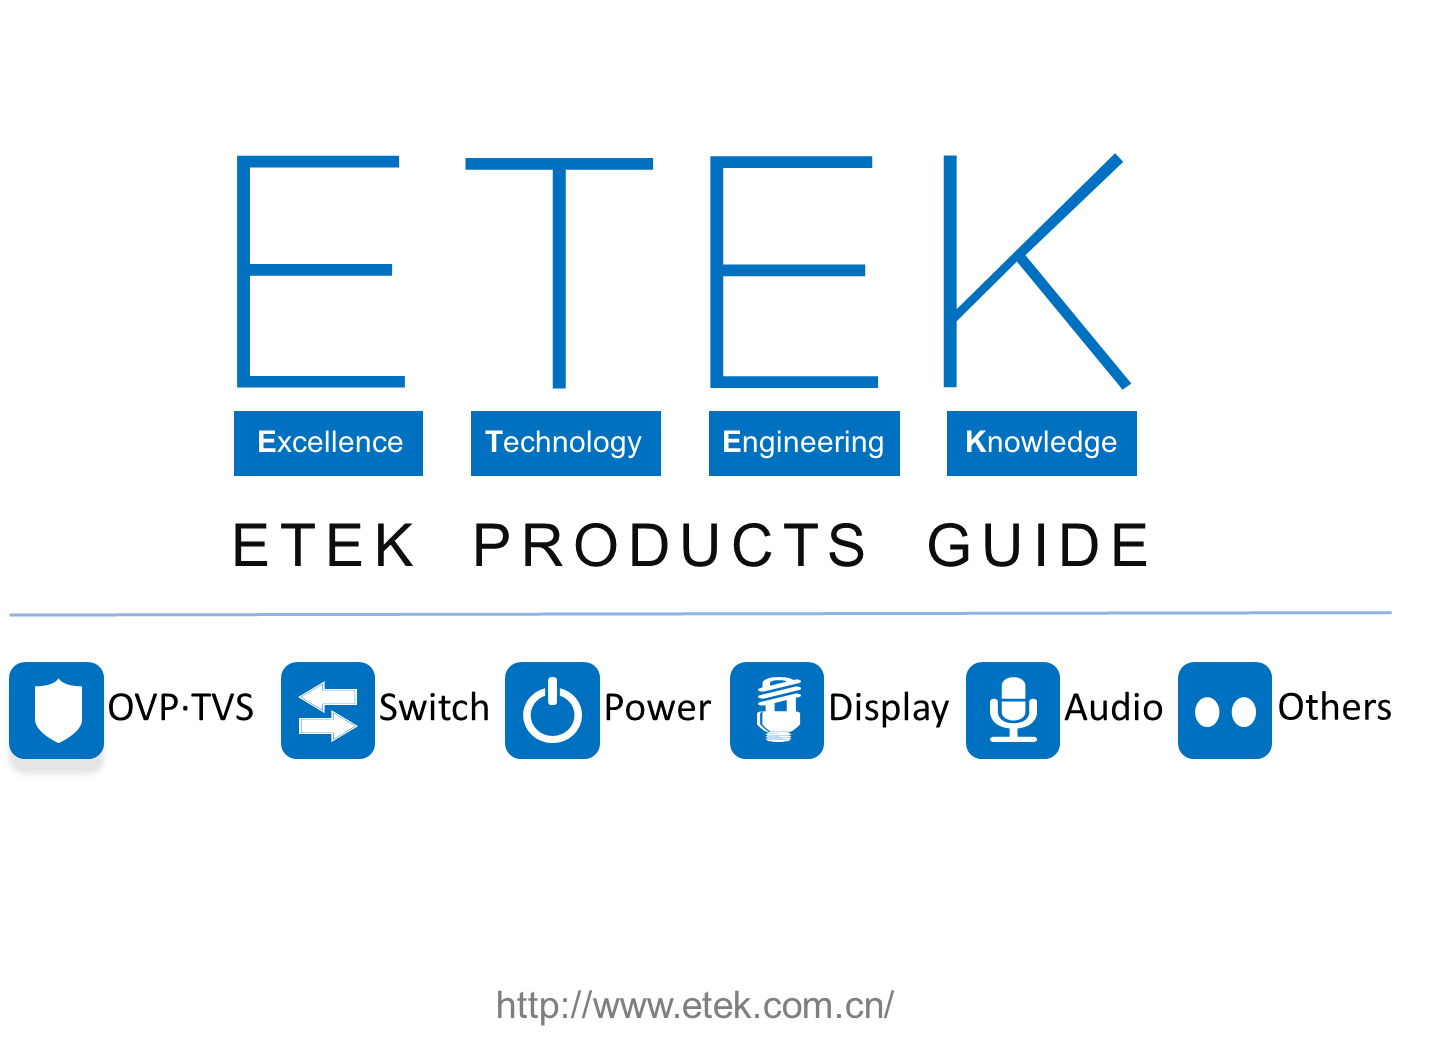 ETEK
Excellence Technology Engineering Knowledge
ETEK PRODUCTS GUIDE
OVP·TVS Switch Power Display Audio Others
http://www.etek.com.cn/